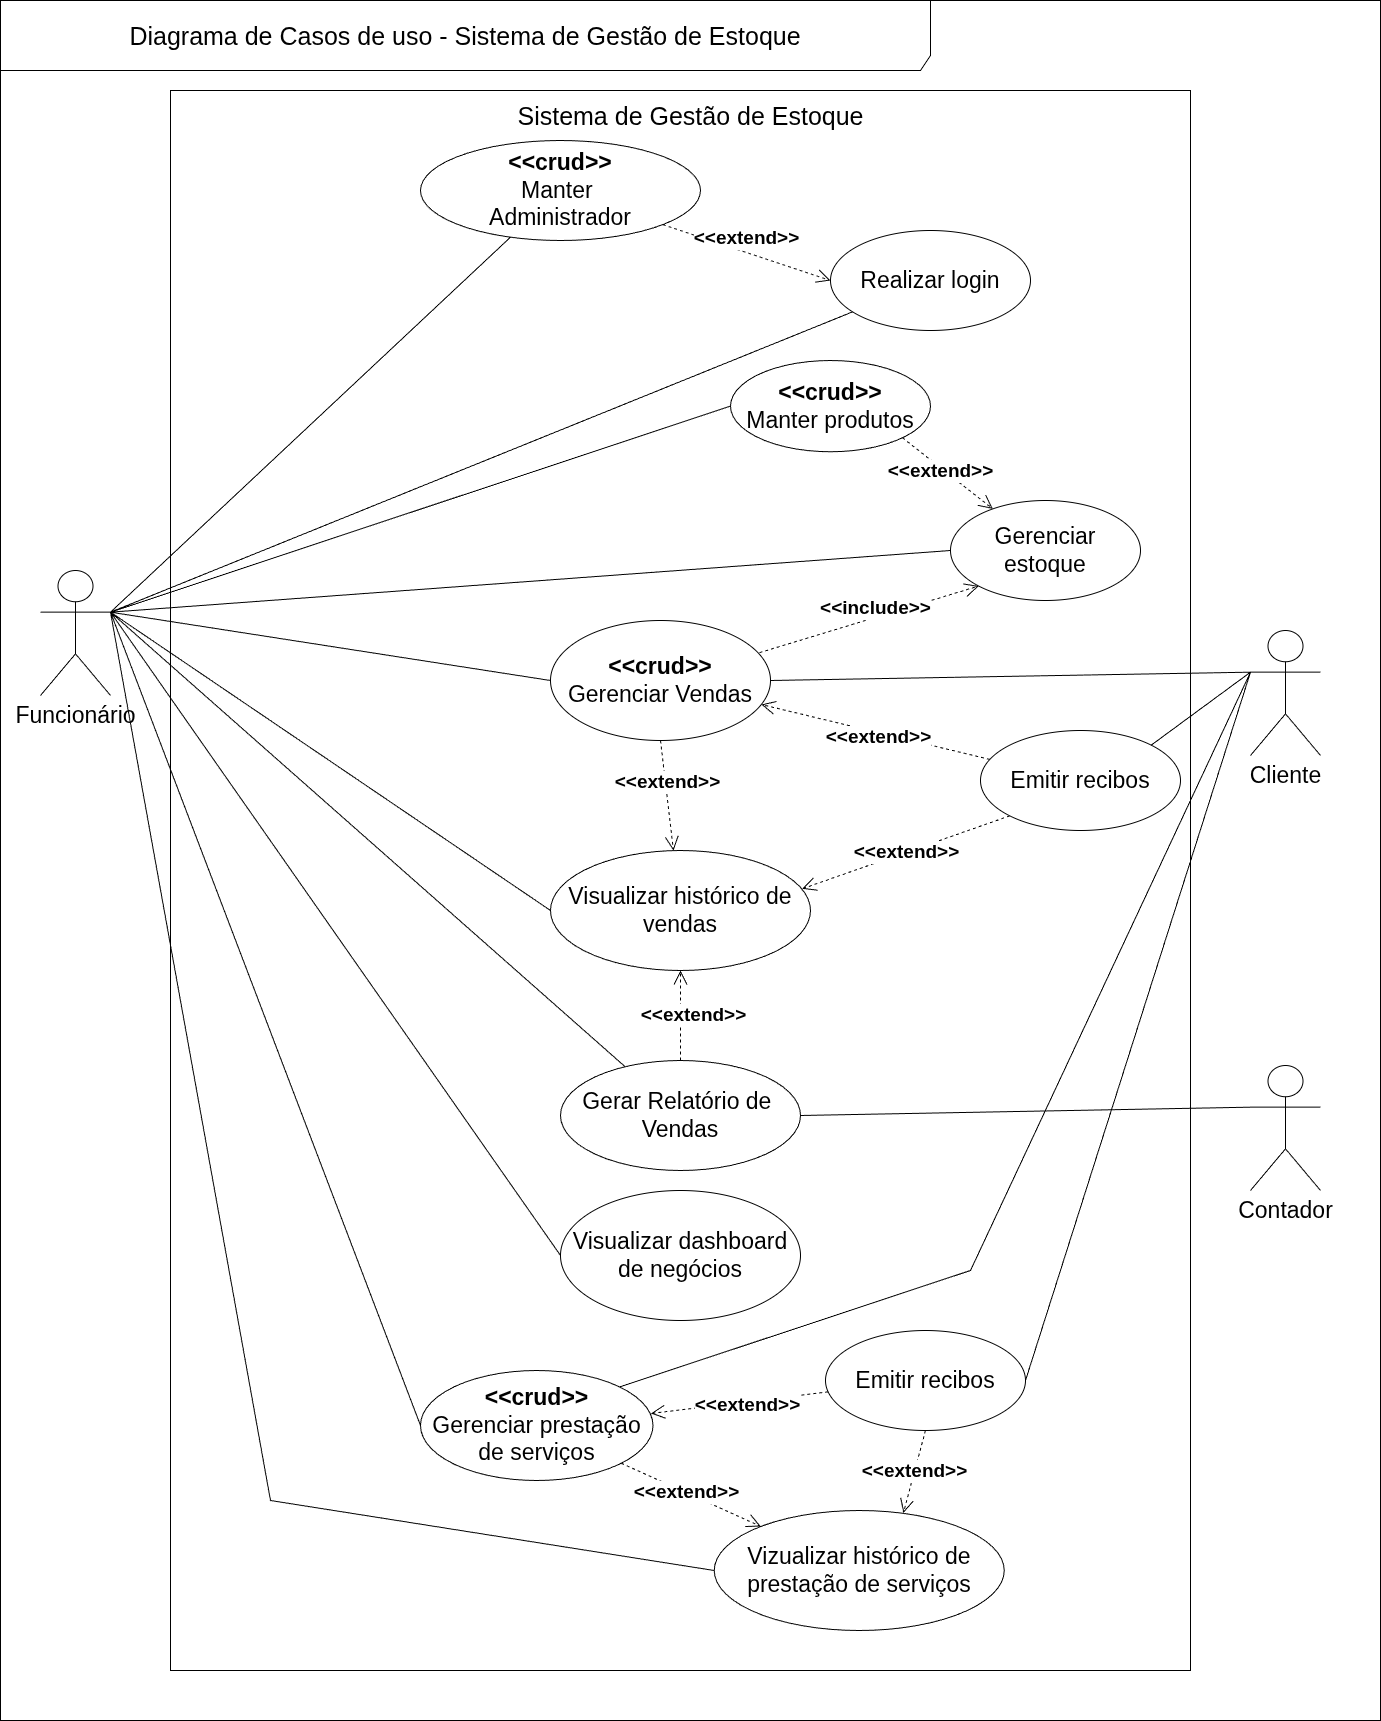 Diagrama de Casos de uso - Sistema de Gestão de Estoque
Sistema de Gestão de Estoque
<<crud>>
Manter
Administrador
<<extend>>
Realizar login
<<crud>>
Manter produtos
<<extend>>
Gerenciar
estoque
<<include>>
<<crud>>
Gerenciar Vendas
Funcionário
<<extend>>
Cliente
Emitir recibos
<<extend>>
<<extend>>
Visualizar histórico de
vendas
<<extend>>
Gerar Relatório de
Vendas
Contador
Visualizar dashboard
de negócios
Emitir recibos
<<crud>>
Gerenciar prestação
de serviços
<<extend>>
<<extend>>
<<extend>>
Vizualizar histórico de
prestação de serviços